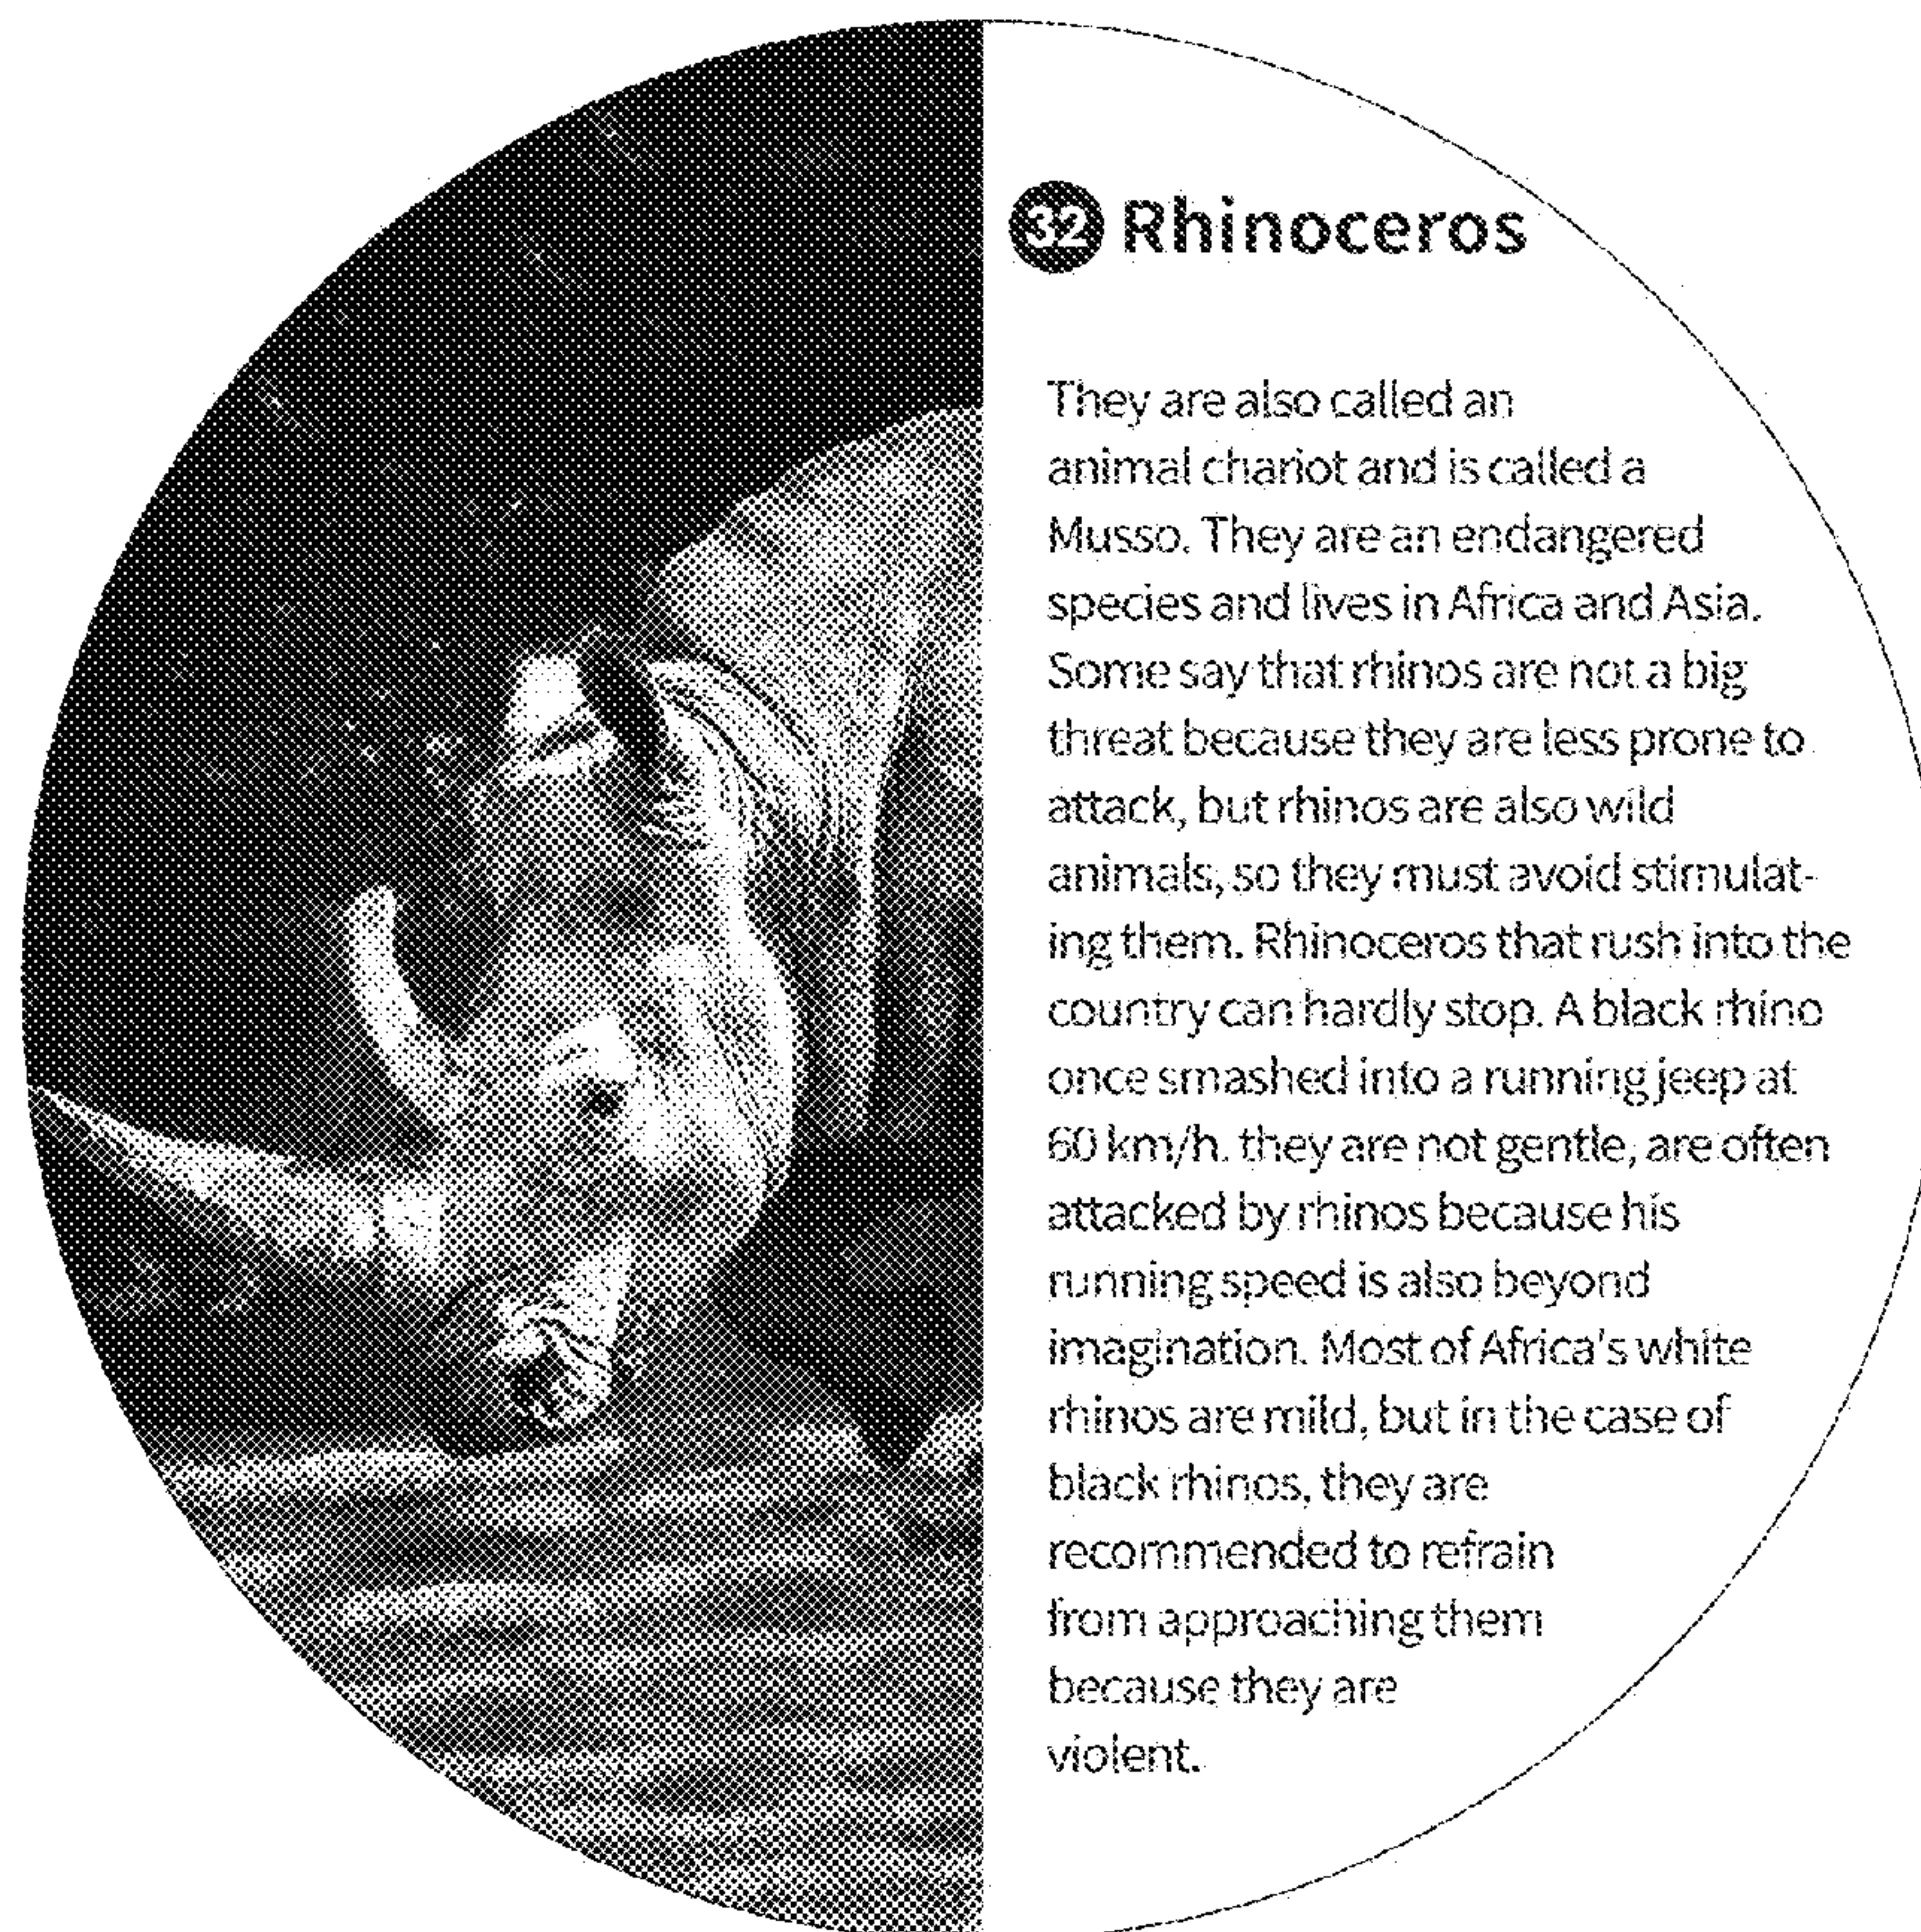 32 Rhinoceros
They are also called an
animal chariot and is called a
Musso. They are an endangered
species and lives in Africa and Asia.
Some say that rhinos are not a big
threat because they are less prone to
attack, but rhinos are also wild
animals, so they must avoid stimulat-
ing them. Rhinoceros that rush into the
country can hardly stop. A black rhino
once smashed into a running jeep at
60 km/h. they are not gentle, are often
attacked by rhinos because his
running speed is also beyond
imagination. Most of Africa's white
rhinos are mild, but in the case of
black rhinos, they are
recommended to refrain
from approaching them
because they are
violent.